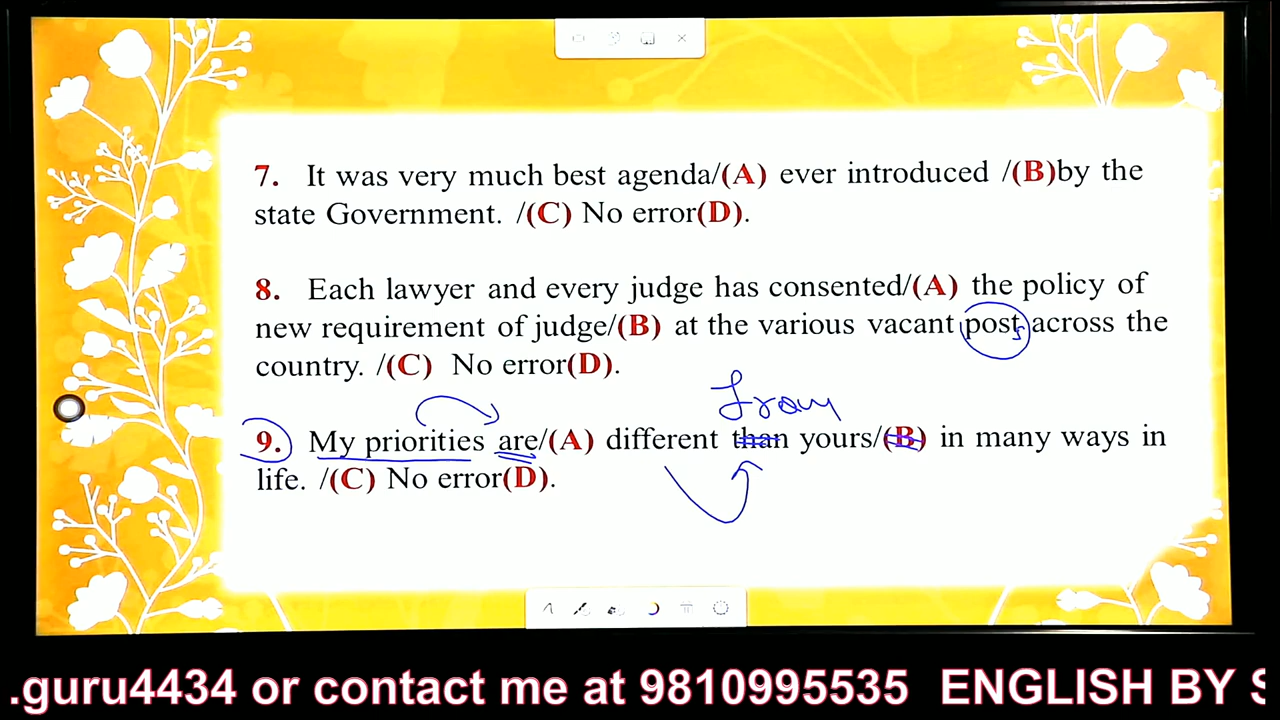 7. It was very much best agenda/(A) ever introduced /(B)by the
state Government. /(C) No error(D).
8. Each lawyer and every judge has consented/(A) the policy of
new requirement of judge/(B) at the various vacant posts across the
country. /(C) No error(D).
from
9. My priorities are/(A) different than yours/(B) in many ways in
life. /(C) No error(D).
.guru4434 or contact me at 9810995535 ENGLISH BY S